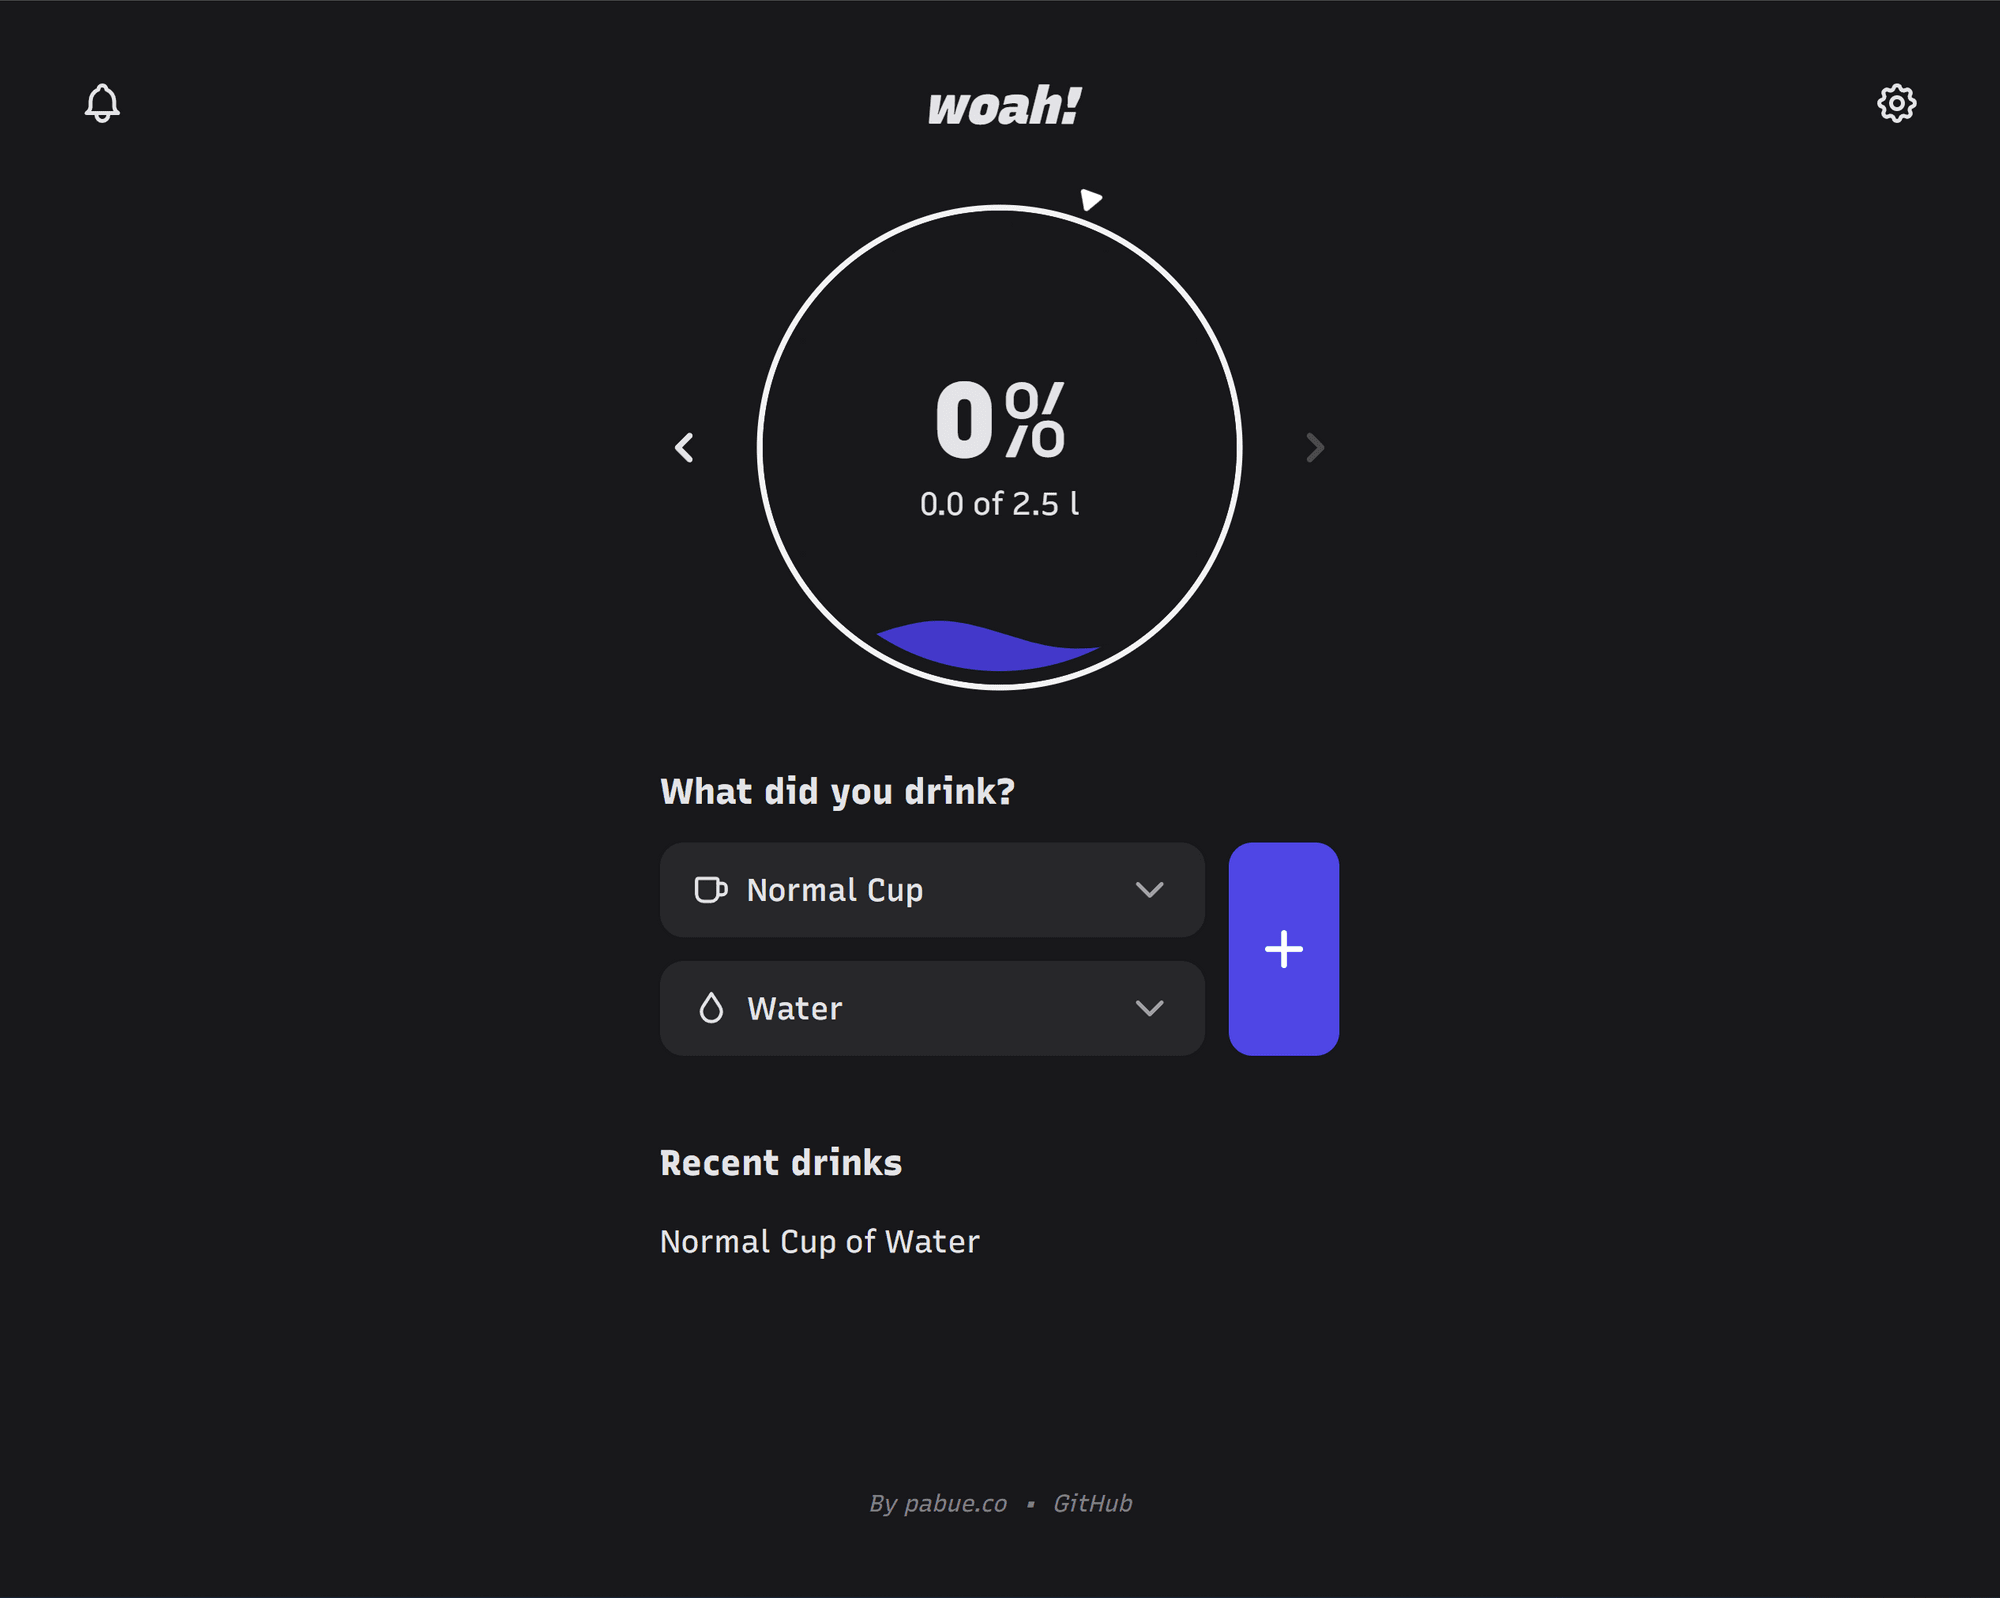 woah!
0%
0.0 of 2.5 l
What did you drink?
Normal Cup
Water
Recent drinks
Normal Cup of Water
By pabue.co ▪ GitHub